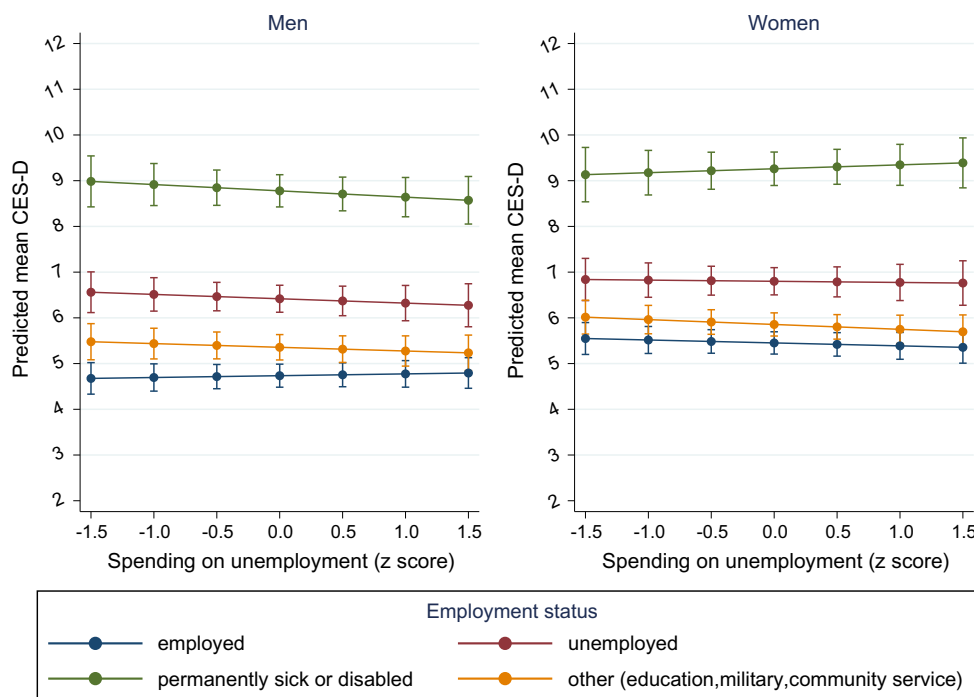 Men
Women
Predicted mean CES-D
12
11
10
9
8
7
6
5
4
3
2
-1.5 -1.0 -0.5 0.0 0.5 1.0 1.5
Spending on unemployment (z score)
Predicted mean CES-D
12
11
10
9
8
7
6
5
4
3
2
-1.5 -1.0 -0.5 0.0 0.5 1.0 1.5
Spending on unemployment (z score)
Employment status
employed
unemployed
permanently sick or disabled
other (education,military,community service)